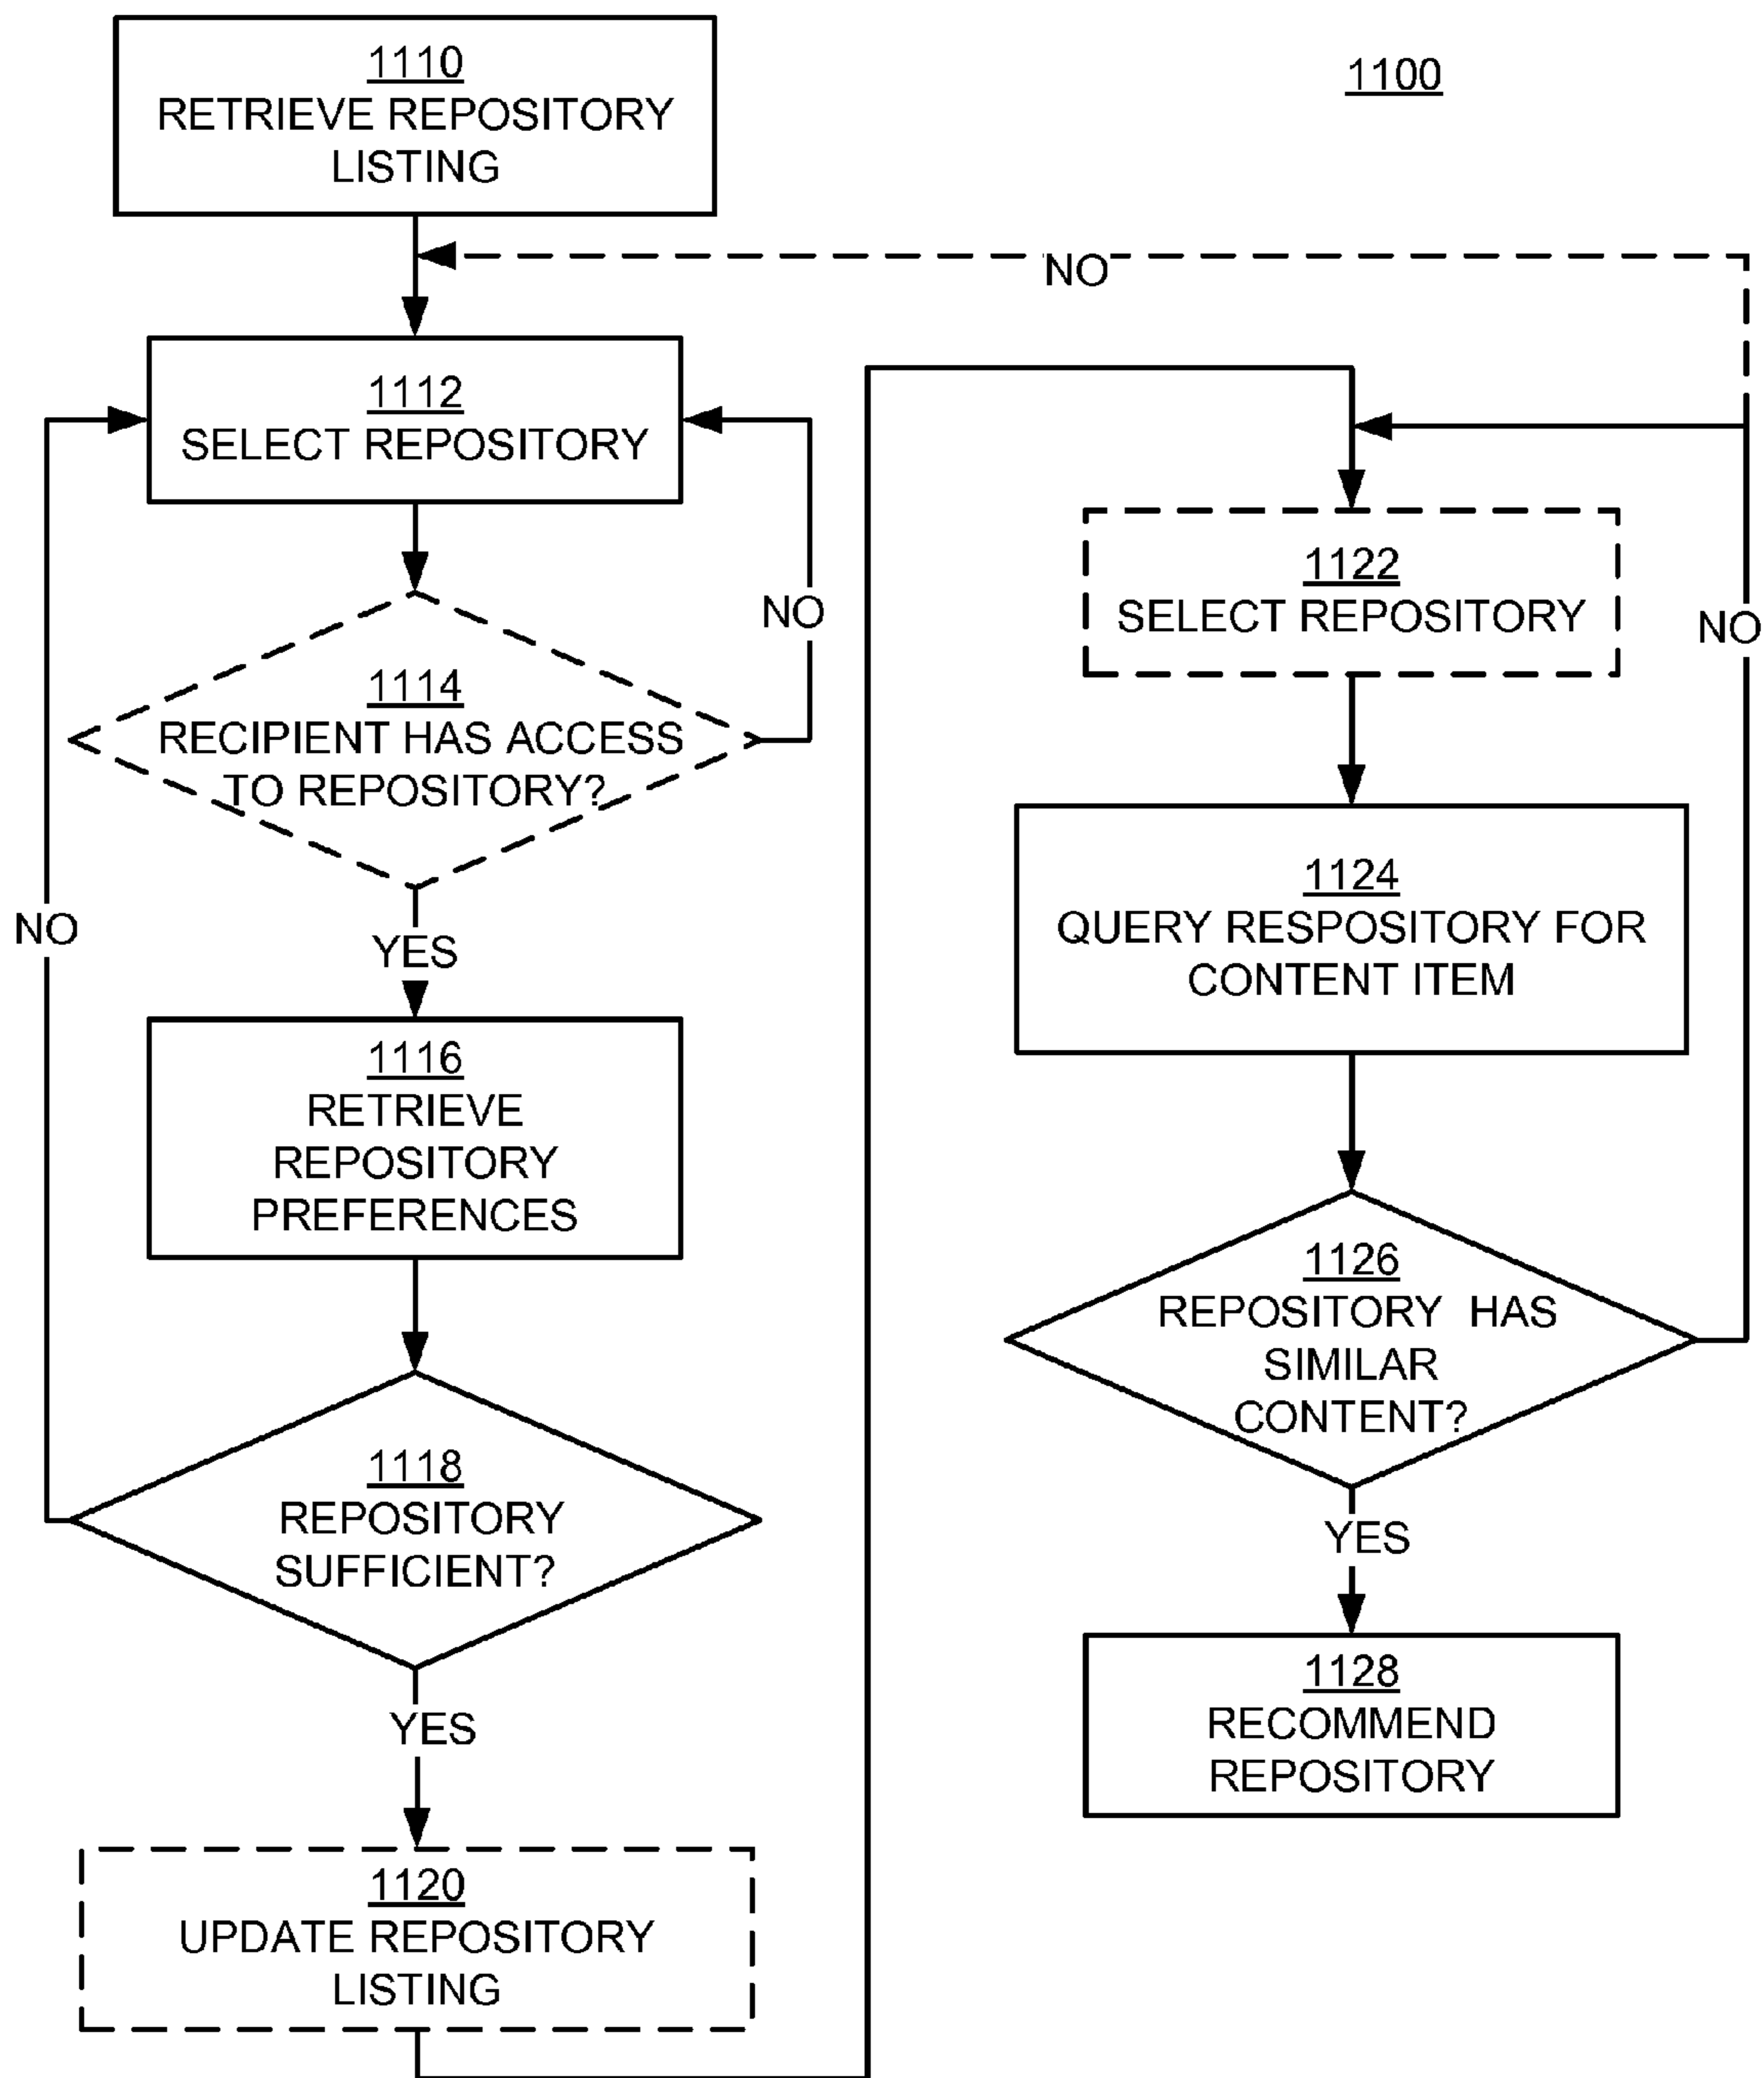 1100
1110
RETRIEVE REPOSITORY
LISTING
NO
1112
SELECT REPOSITORY
NO
1114
RECIPIENT HAS ACCESS
TO REPOSITORY?
NO
YES
1116
RETRIEVE
REPOSITORY
PREFERENCES
1118
REPOSITORY
SUFFICIENT?
YES
1120
UPDATE REPOSITORY
LISTING
1122
SELECT REPOSITORY
NO
1124
QUERY RESPOSITORY FOR
CONTENT ITEM
1126
REPOSITORY HAS
SIMILAR
CONTENT?
YES
1128
RECOMMEND
REPOSITORY